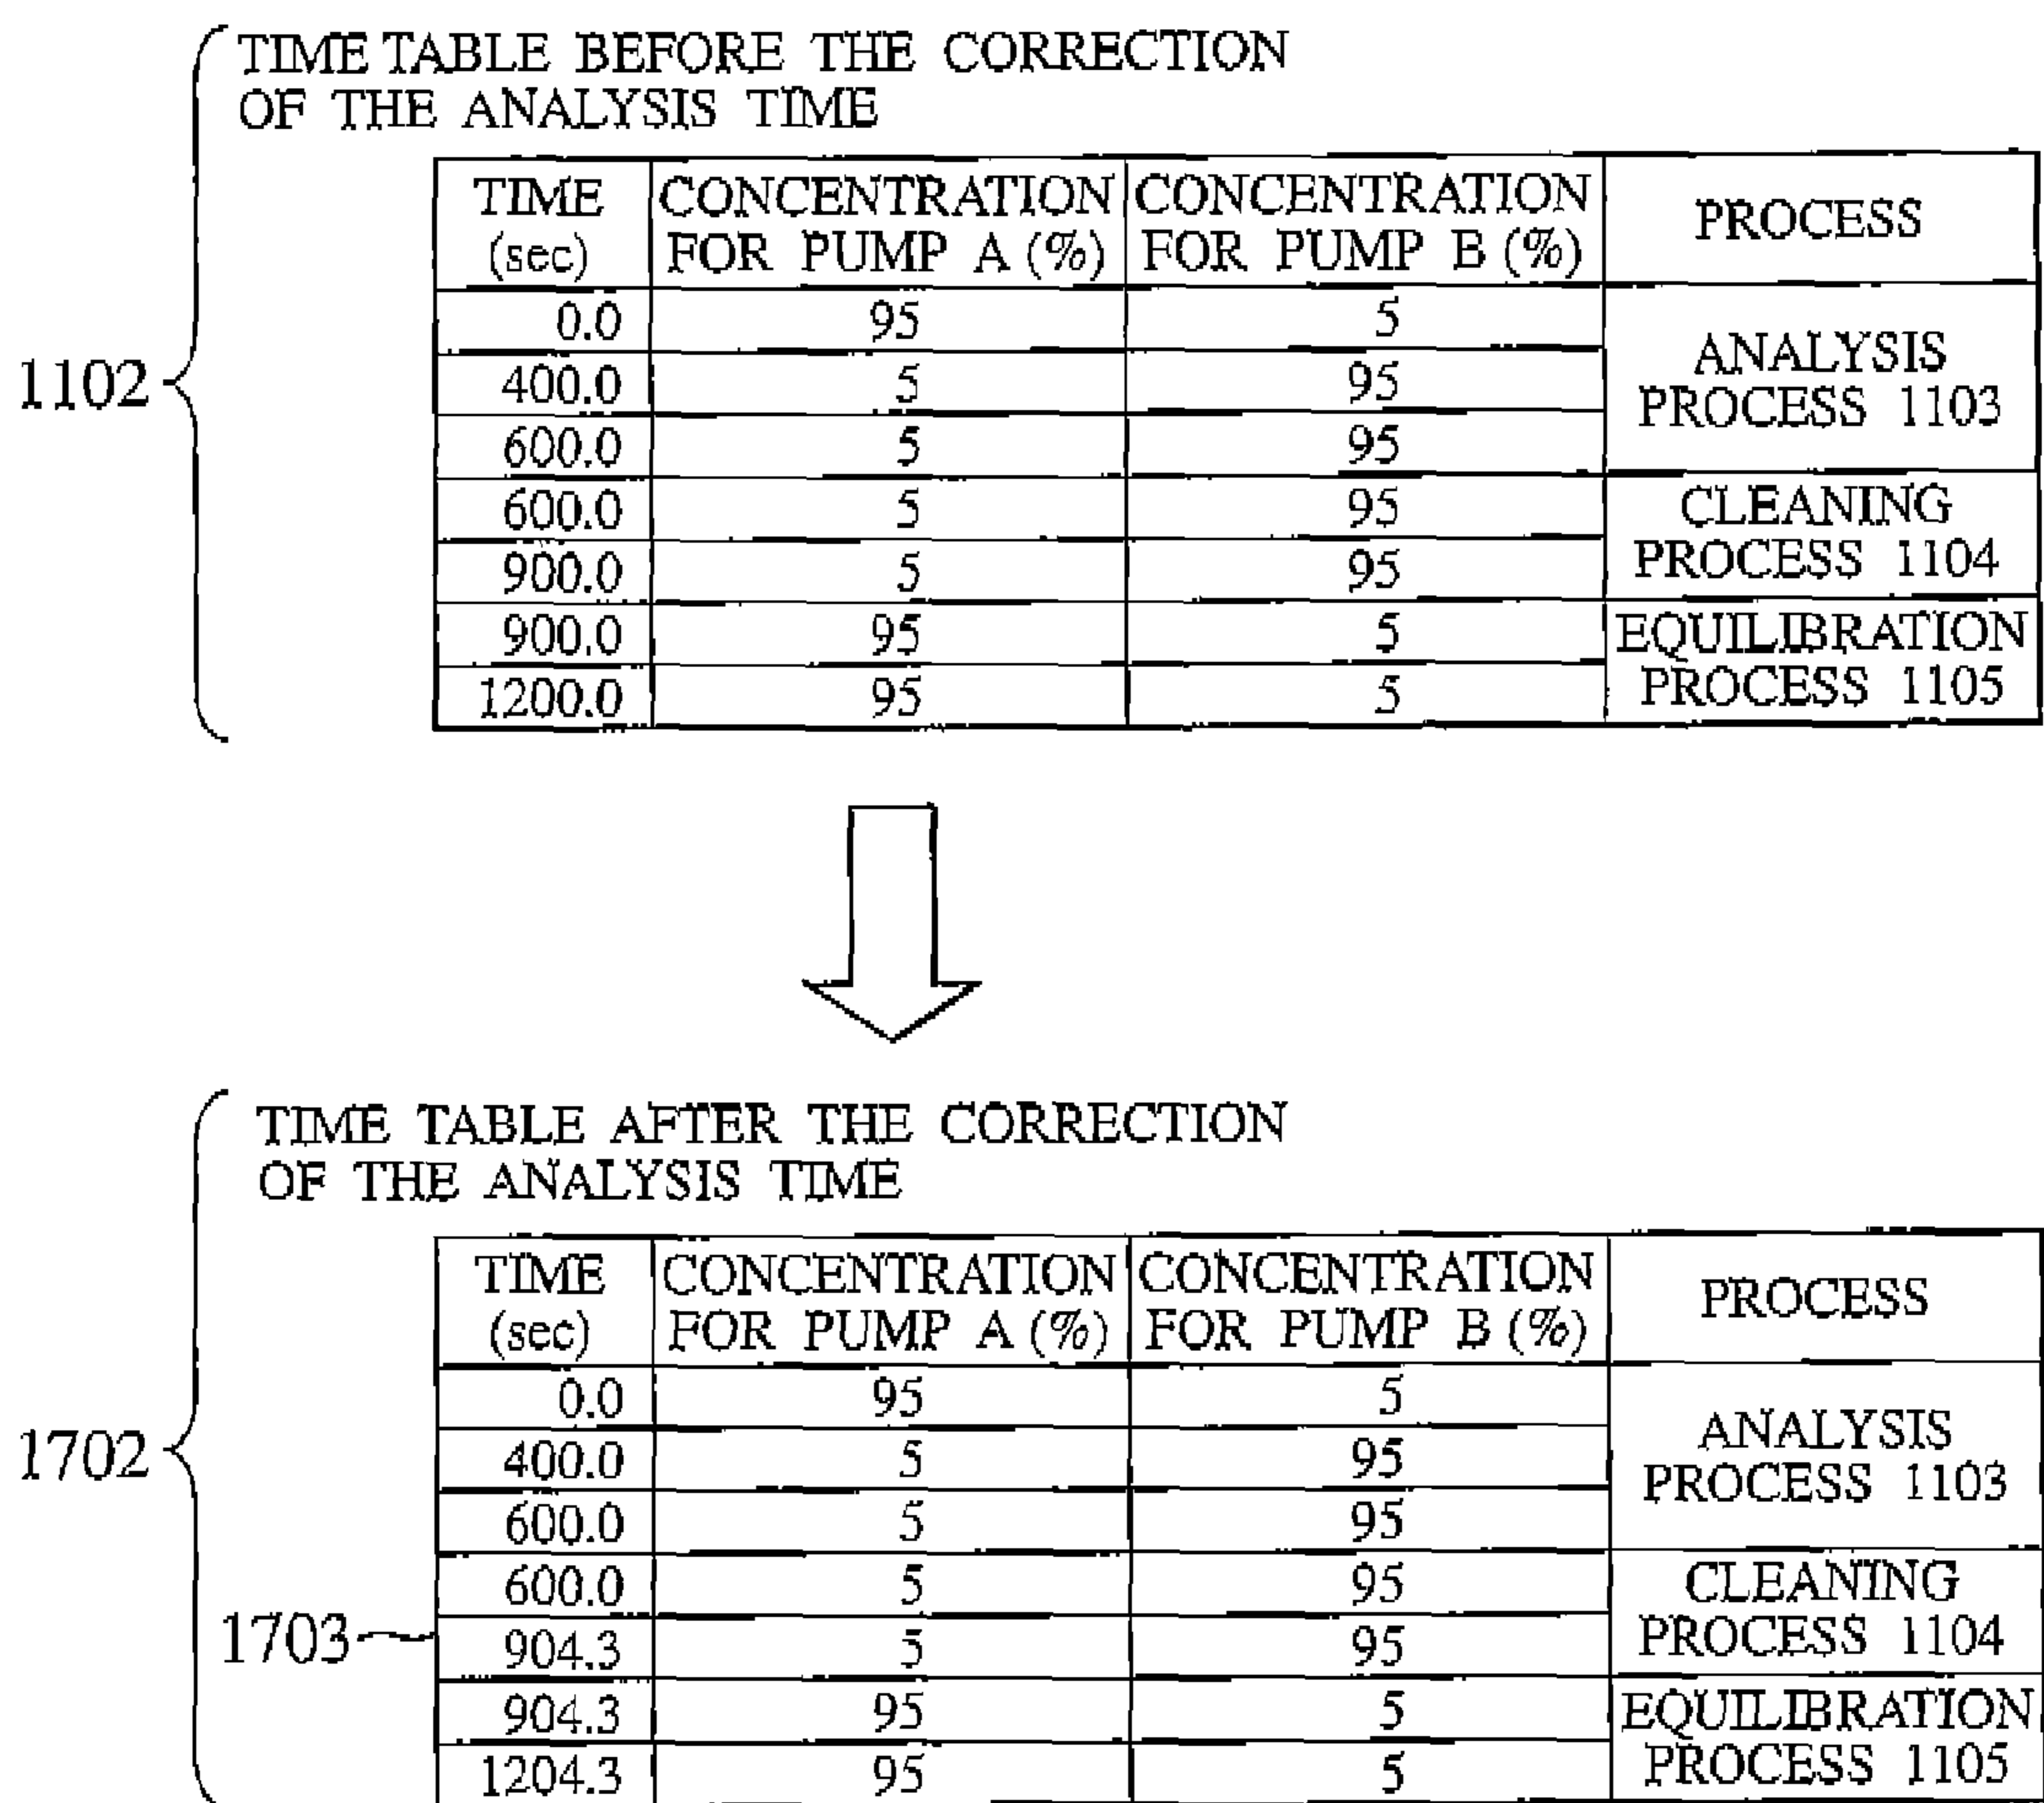 TIME TABLE BEFORE THE CORRECTION
OF THE ANALYSIS TIME
1102
TIME (sec) CONCENTRATION FOR PUMP A (%) CONCENTRATION FOR PUMP B (%) PROCESS
0.0 95 5 ANALYSIS PROCESS 1103
400.0 5 95
600.0 5 95
600.0 5 95 CLEANING PROCESS 1104
900.0 5 95
900.0 95 5 EQUILIBRATION PROCESS 1105
1200.0 95 5
TIME TABLE AFTER THE CORRECTION
OF THE ANALYSIS TIME
1702
TIME (sec) CONCENTRATION FOR PUMP A (%) CONCENTRATION FOR PUMP B (%) PROCESS
0.0 95 5 ANALYSIS PROCESS 1103
400.0 5 95
600.0 5 95
600.0 5 95 CLEANING PROCESS 1104
1703 904.3 5 95
904.3 95 5 EQUILIBRATION PROCESS 1105
1204.3 95 5